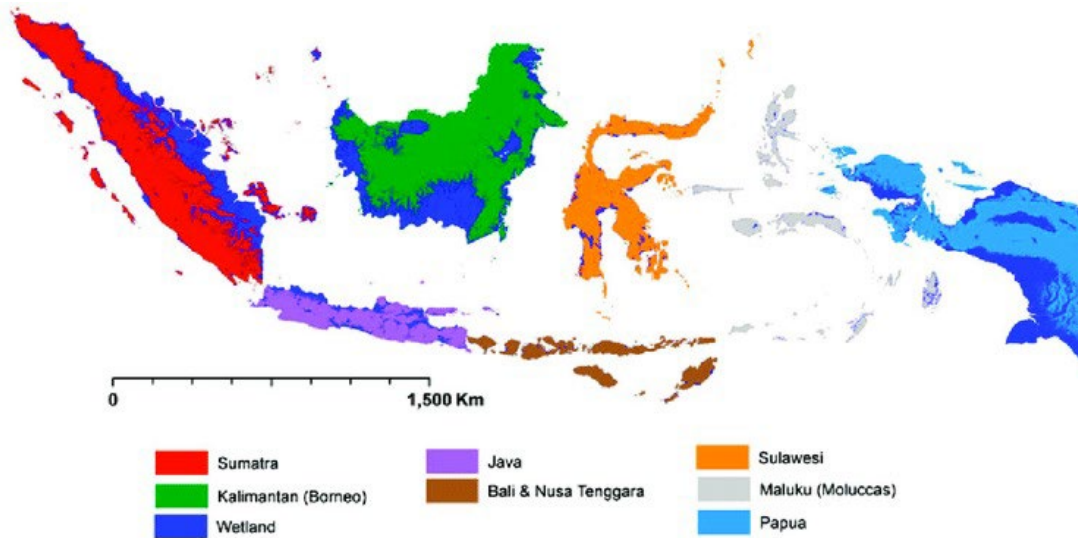 0
1,500 Km
Sumatra
Java
Sulawesi
Kalimantan (Borneo)
Bali & Nusa Tenggara
Maluku (Moluccas)
Wetland
Papua